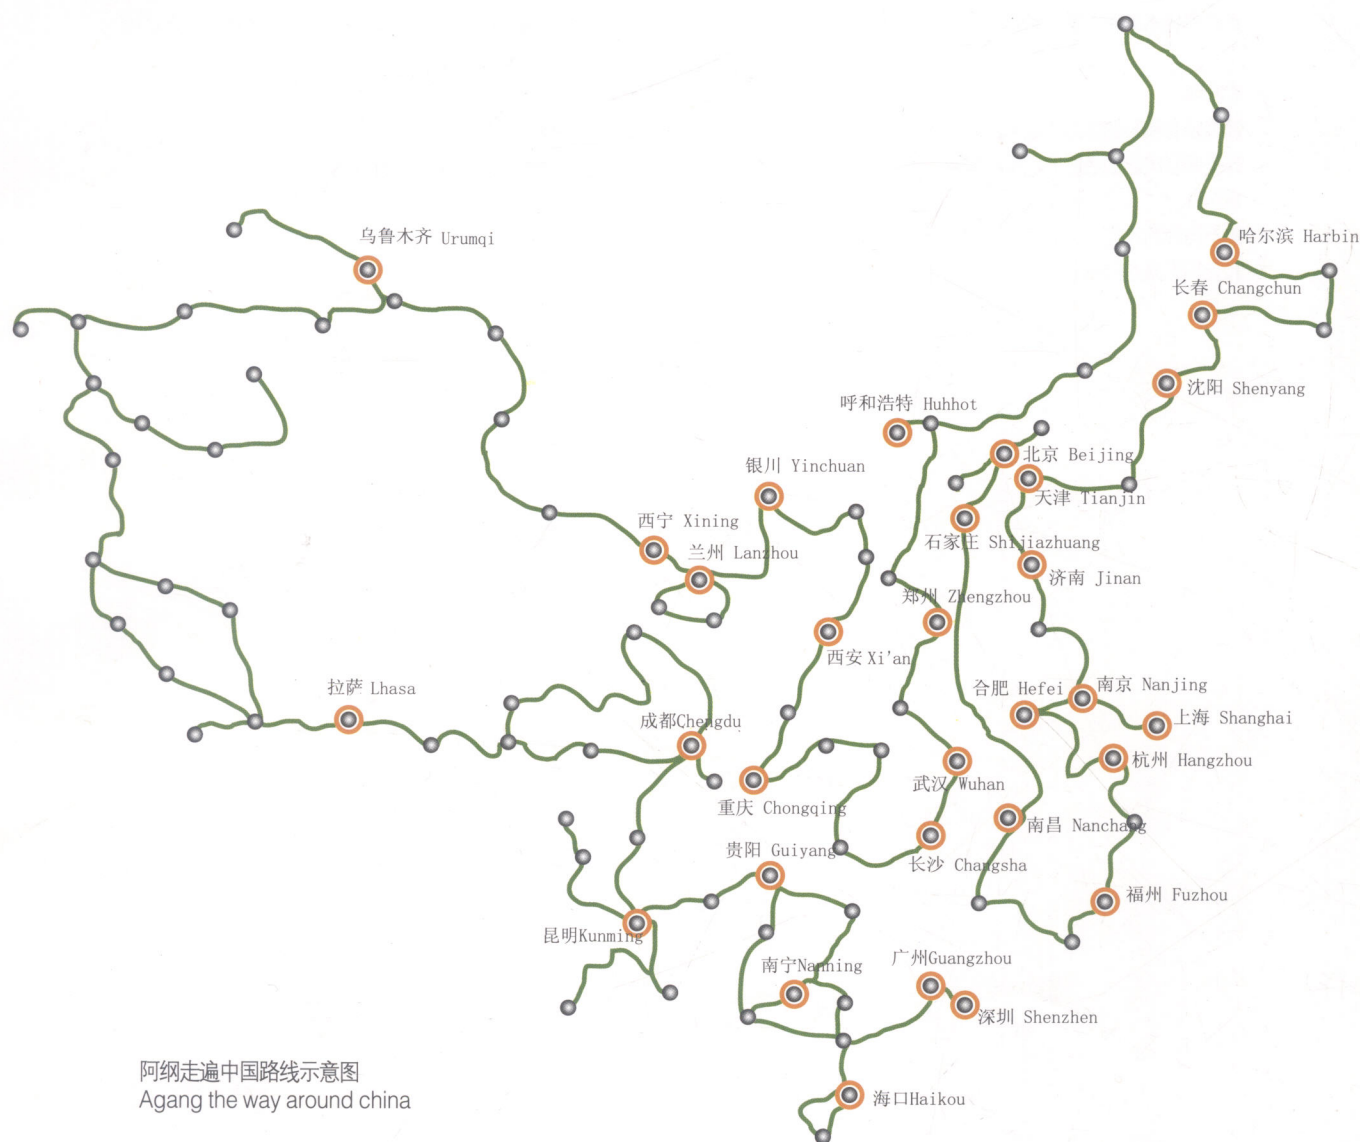 乌鲁木齐 Urumqi
哈尔滨 Harbin
长春 Changchun
沈阳 Shenyang
呼和浩特 Huhhot
北京 Beijing
银川 Yinchuan
天津 Tianjin
西宁 Xining
石家庄 Shijiazhuang
兰州 Lanzhou
济南 Jinan
郑州 Zhengzhou
西安 Xi'an
拉萨 Lhasa
合肥 Hefei
南京 Nanjing
成都Chengdu
上海 Shanghai
杭州 Hangzhou
武汉 Wuhan
重庆 Chongqing
南昌 Nanchang
贵阳 Guiyang
长沙 Changsha
福州 Fuzhou
昆明Kunming
广州Guangzhou
南宁Nanning
深圳 Shenzhen
海口Haikou
阿纲走遍中国路线示意图
Agang the way around china